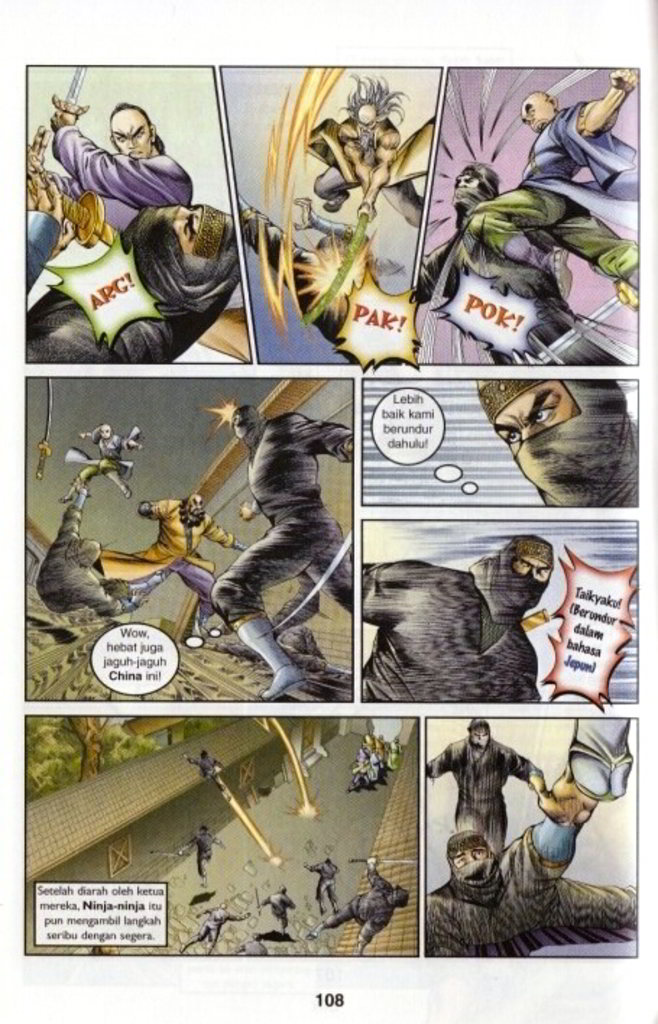 ARG!
PAK!
POK!
Wow,
hebat juga
jaguh-jaguh
China ini!
Lebih
baik kami
berundur
dahulu!
Taikyaku!
(Berundur
dalam
bahasa
Jepun)
Setelah diarah oleh ketua
mereka, Ninja-ninja itu
pun mengambil langkah
seribu dengan segera.
108